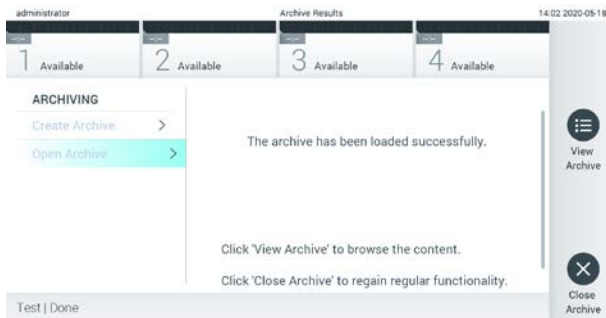 administrator Archive Results 14:02 2020-05-18
-:-- -:-- -:-- -:--
1 Available 2 Available 3 Available 4 Available
ARCHIVING
Create Archive
Open Archive
The archive has been loaded successfully.
View
Archive
Click 'View Archive' to browse the content.
Click 'Close Archive' to regain regular functionality.
Close
Archive
Test | Done